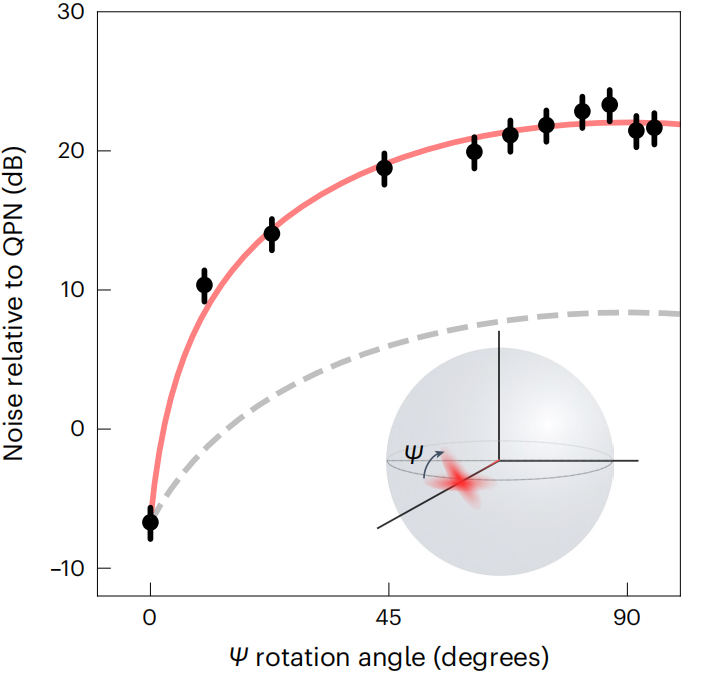 Noise relative to QPN (dB)
30
20
10
0
–10
Ψ
0 45 90
Ψ rotation angle (degrees)